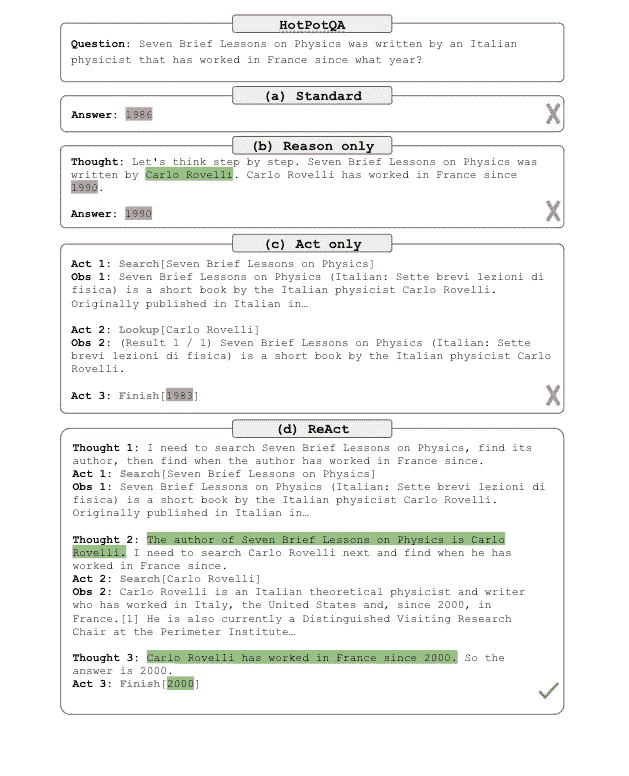 HotPotQA
Question: Seven Brief Lessons on Physics was written by an Italian
physicist that has worked in France since what year?
(a) Standard
Answer: 1986
(b) Reason only
Thought: Let's think step by step. Seven Brief Lessons on Physics was
written by Carlo Rovelli. Carlo Rovelli has worked in France since
1990.
Answer: 1990
(c) Act only
Act 1: Search[Seven Brief Lessons on Physics]
Obs 1: Seven Brief Lessons on Physics (Italian: Sette brevi lezioni di
fisica) is a short book by the Italian physicist Carlo Rovelli.
Originally published in Italian in…
Act 2: Lookup[Carlo Rovelli]
Obs 2: (Result 1 / 1) Seven Brief Lessons on Physics (Italian: Sette
brevi lezioni di fisica) is a short book by the Italian physicist Carlo
Rovelli.
Act 3: Finish[1983]
(d) ReAct
Thought 1: I need to search Seven Brief Lessons on Physics, find its
author, then find when the author has worked in France since.
Act 1: Search[Seven Brief Lessons on Physics]
Obs 1: Seven Brief Lessons on Physics (Italian: Sette brevi lezioni di
fisica) is a short book by the Italian physicist Carlo Rovelli.
Originally published in Italian in…
Thought 2: The author of Seven Brief Lessons on Physics is Carlo
Rovelli. I need to search Carlo Rovelli next and find when he has
worked in France since.
Act 2: Search[Carlo Rovelli]
Obs 2: Carlo Rovelli is an Italian theoretical physicist and writer
who has worked in Italy, the United States and, since 2000, in
France.[1] He is also currently a Distinguished Visiting Research
Chair at the Perimeter Institute…
Thought 3: Carlo Rovelli has worked in France since 2000. So the
answer is 2000.
Act 3: Finish[2000]